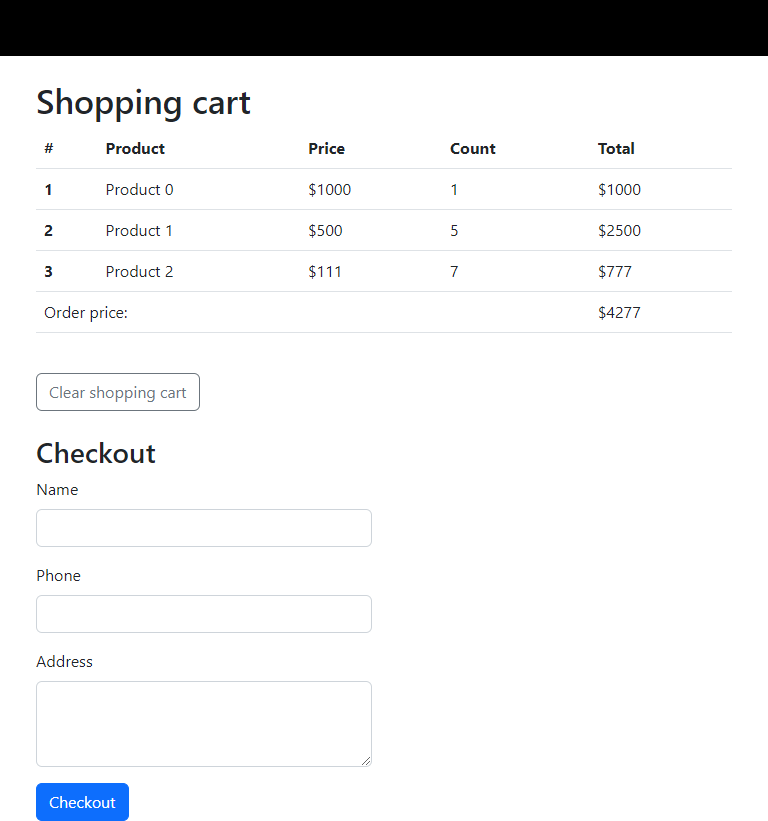 Shopping cart
# Product Price Count Total
1 Product 0 $1000 1 $1000
2 Product 1 $500 5 $2500
3 Product 2 $111 7 $777
Order price: $4277
Clear shopping cart
Checkout
Name
Phone
Address
Checkout